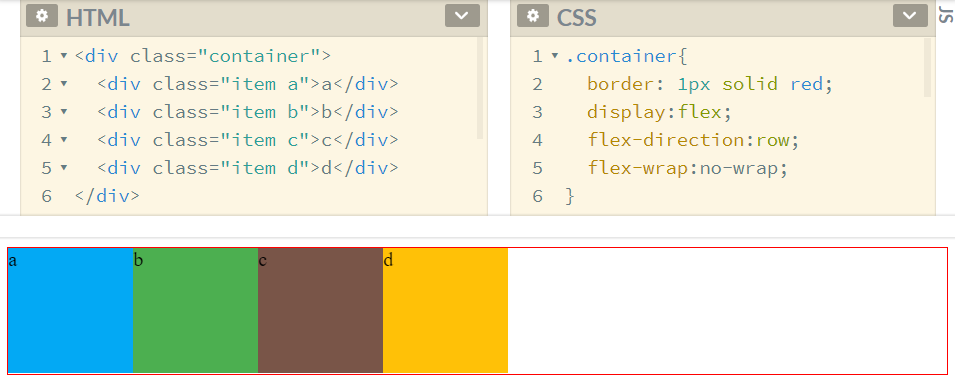 HTML
1 <div class="container">
2 <div class="item a">a</div>
3 <div class="item b">b</div>
4 <div class="item c">c</div>
5 <div class="item d">d</div>
6 </div>
CSS
1 .container{
2 border: 1px solid red;
3 display:flex;
4 flex-direction:row;
5 flex-wrap:no-wrap;
6 }
JS
a b c d